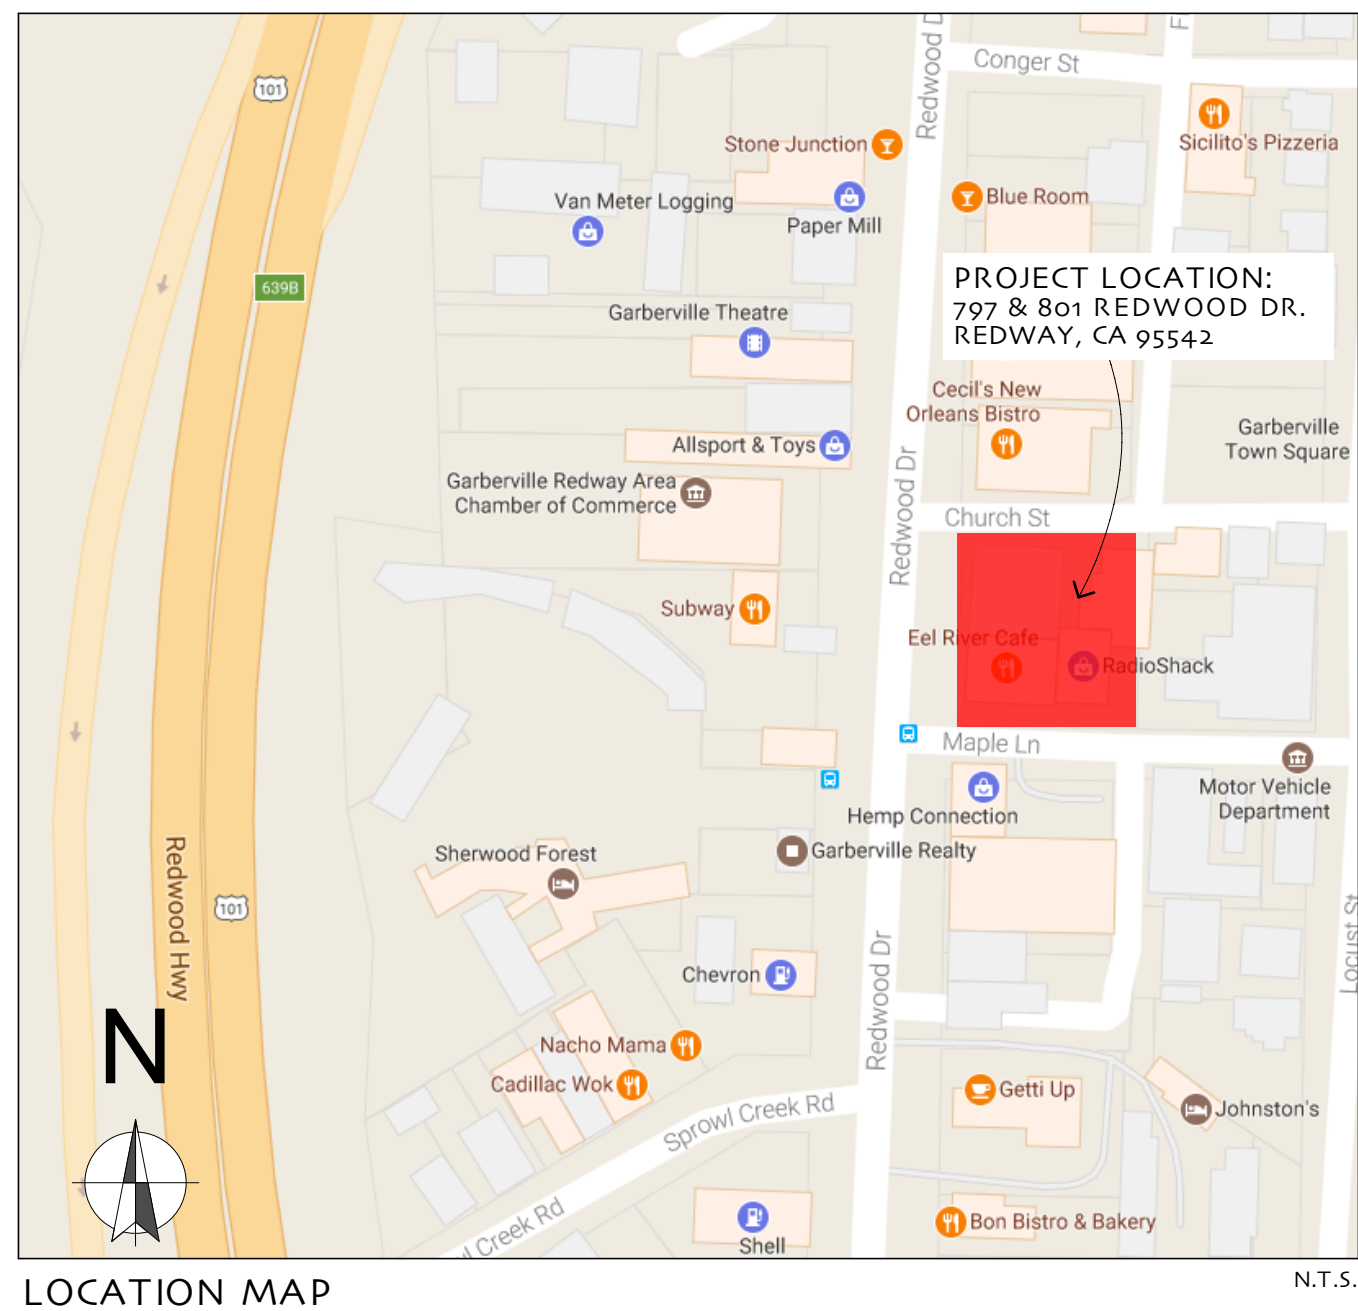 101
Redwood D
Conger St
F
Sicilito's Pizzeria
Stone Junction
Blue Room
Van Meter Logging
Paper Mill
639B
PROJECT LOCATION:
797 & 801 REDWOOD DR.
REDWAY, CA 95542
Garberville Theatre
Cecil's New
Orleans Bistro
Garberville
Town Square
Allsport & Toys
Redwood Dr
Garberville Redway Area
Chamber of Commerce
Church St
Subway
Eel River Cafe
RadioShack
Maple Ln
Motor Vehicle
Department
Hemp Connection
Garberville Realty
Sherwood Forest
Redwood Hwy
101
Locust St
Chevron
Redwood Dr
N
Nacho Mama
Cadillac Wok
Getti Up
Johnston's
Sprowl Creek Rd
wl Creek Rd
Bon Bistro & Bakery
Shell
LOCATION MAP
N.T.S.